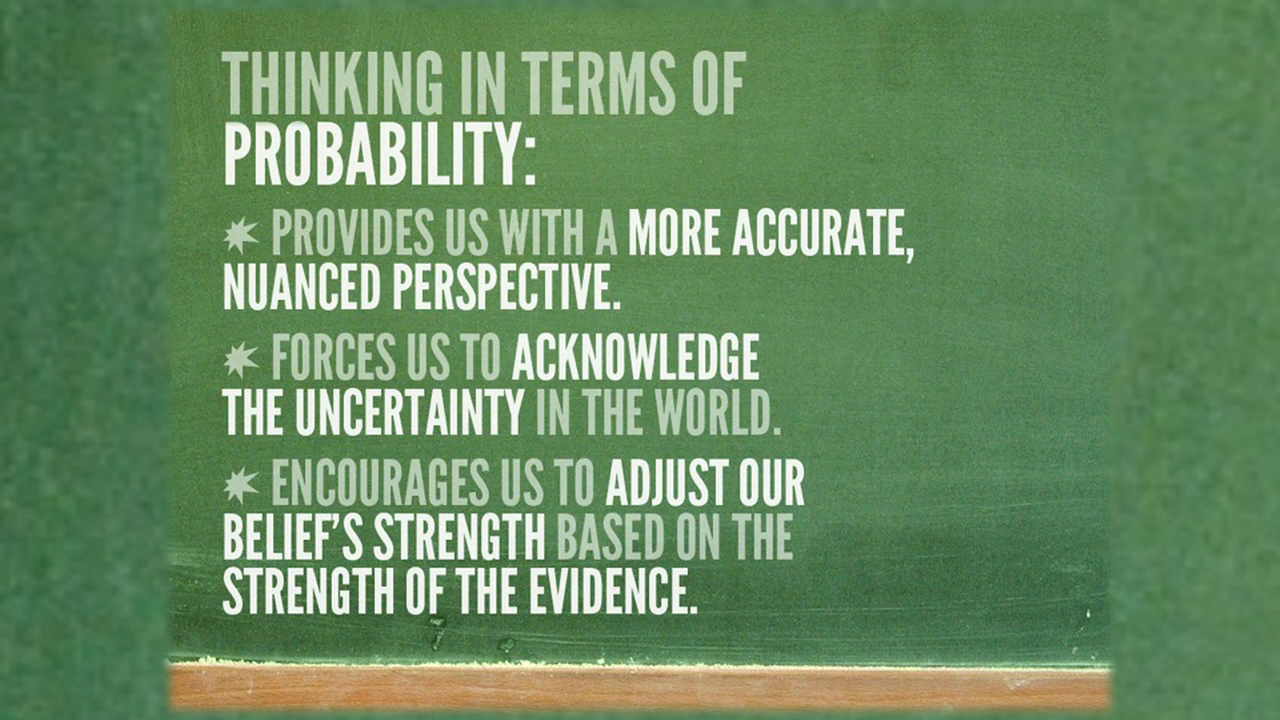 THINKING IN TERMS OF
PROBABILITY:
✷ PROVIDES US WITH A MORE ACCURATE,
NUANCED PERSPECTIVE.
✷ FORCES US TO ACKNOWLEDGE
THE UNCERTAINTY IN THE WORLD.
✷ ENCOURAGES US TO ADJUST OUR
BELIEF'S STRENGTH BASED ON THE
STRENGTH OF THE EVIDENCE.